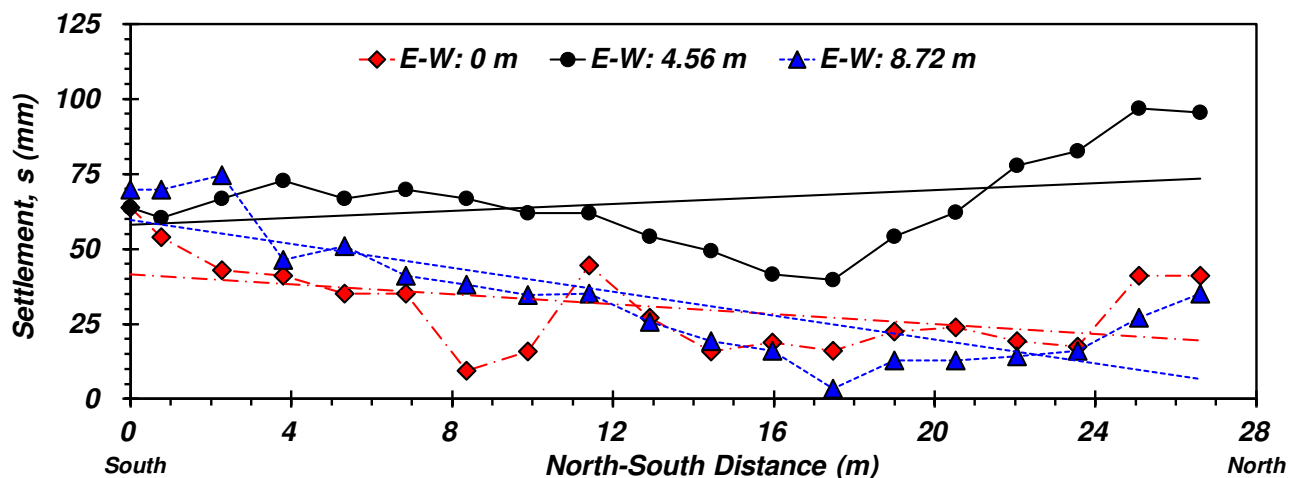 125
E-W: 0 m E-W: 4.56 m E-W: 8.72 m
100
Settlement, s (mm)
75
50
25
0
0 4 8 12 16 20 24 28
South North-South Distance (m) North